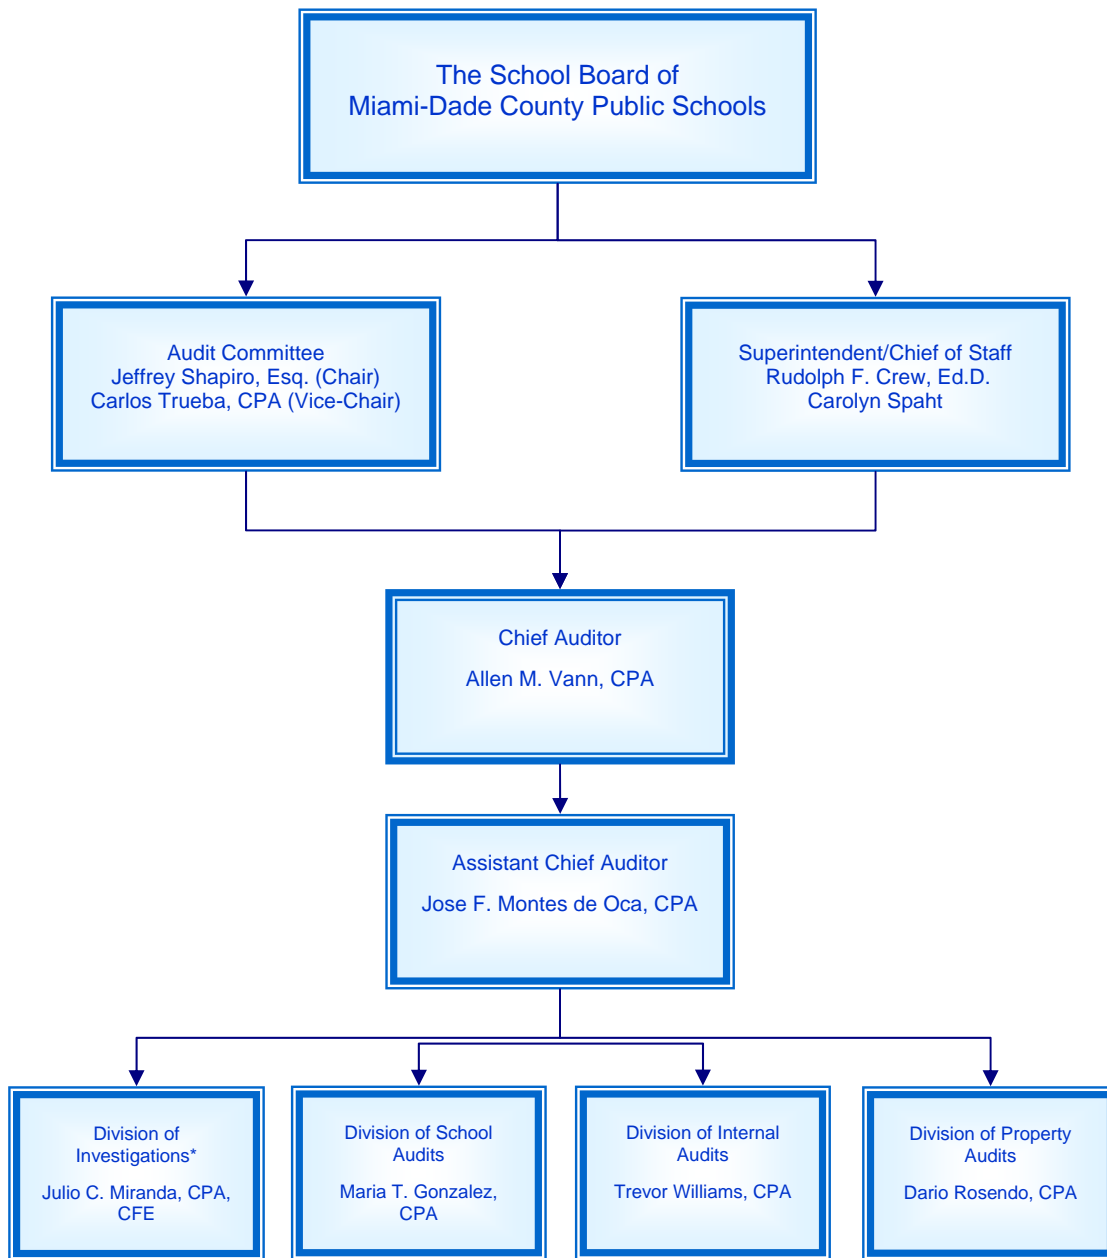 The School Board of
Miami-Dade County Public Schools
Audit Committee
Jeffrey Shapiro, Esq. (Chair)
Carlos Trueba, CPA (Vice-Chair)
Superintendent/Chief of Staff
Rudolph F. Crew, Ed.D.
Carolyn Spaht
Chief Auditor
Allen M. Vann, CPA
Assistant Chief Auditor
Jose F. Montes de Oca, CPA
Division of
Investigations*
Julio C. Miranda, CPA,
CFE
Division of School
Audits
Maria T. Gonzalez,
CPA
Division of Internal
Audits
Trevor Williams, CPA
Division of Property
Audits
Dario Rosendo, CPA